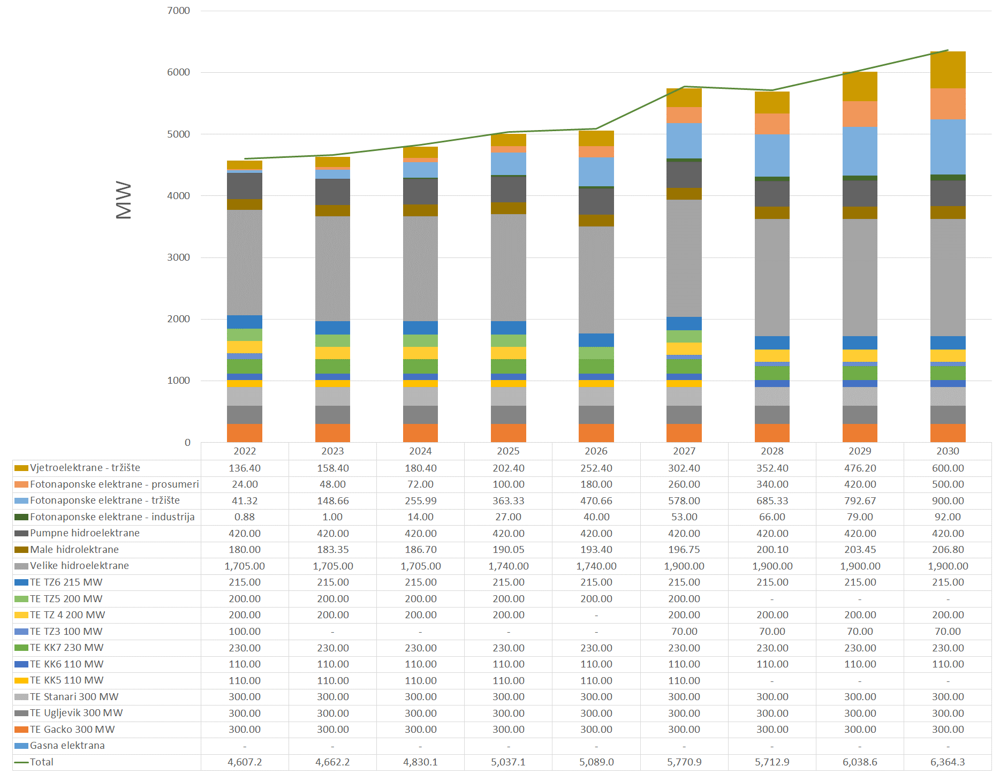 7000
6000
5000
4000
3000
2000
1000
0
MW
2022 2023 2024 2025 2026 2027 2028 2029 2030
Vjetroelektrane - tržište 136.40 158.40 180.40 202.40 252.40 302.40 352.40 476.20 600.00
Fotonaponske elektrane - prosumeri 24.00 48.00 72.00 100.00 180.00 260.00 340.00 420.00 500.00
Fotonaponske elektrane - tržište 41.32 148.66 255.99 363.33 470.66 578.00 685.33 792.67 900.00
Fotonaponske elektrane - industrija 0.88 1.00 14.00 27.00 40.00 53.00 66.00 79.00 92.00
Pumpne hidroelektrane 420.00 420.00 420.00 420.00 420.00 420.00 420.00 420.00 420.00
Male hidrolektrane 180.00 183.35 186.70 190.05 193.40 196.75 200.10 203.45 206.80
Velike hidroelektrane 1,705.00 1,705.00 1,705.00 1,740.00 1,740.00 1,900.00 1,900.00 1,900.00 1,900.00
TE TZ6 215 MW 215.00 215.00 215.00 215.00 215.00 215.00 215.00 215.00 215.00
TE TZ5 200 MW 200.00 200.00 200.00 200.00 200.00 200.00 - - -
TE TZ 4 200 MW 200.00 200.00 200.00 200.00 - 200.00 200.00 200.00 200.00
TE TZ3 100 MW 100.00 - - - - 70.00 70.00 70.00 70.00
TE KK7 230 MW 230.00 230.00 230.00 230.00 230.00 230.00 230.00 230.00 230.00
TE KK6 110 MW 110.00 110.00 110.00 110.00 110.00 110.00 110.00 110.00 110.00
TE KK5 110 MW 110.00 110.00 110.00 110.00 110.00 110.00 - - -
TE Stanari 300 MW 300.00 300.00 300.00 300.00 300.00 300.00 300.00 300.00 300.00
TE Ugljevik 300 MW 300.00 300.00 300.00 300.00 300.00 300.00 300.00 300.00 300.00
TE Gacko 300 MW 300.00 300.00 300.00 300.00 300.00 300.00 300.00 300.00 300.00
Gasna elektrana - - - - - - - - -
Total 4,607.2 4,662.2 4,830.1 5,037.1 5,089.0 5,770.9 5,712.9 6,038.6 6,364.3